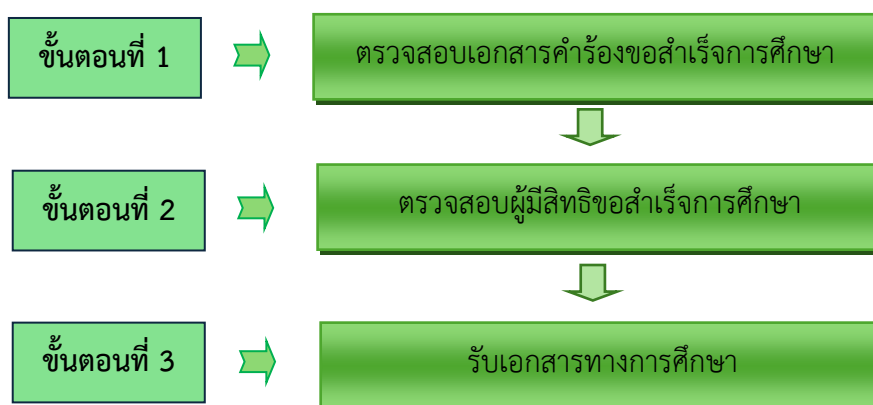 ขั้นตอนที่ 1
ตรวจสอบเอกสารคำร้องขอสำเร็จการศึกษา
ขั้นตอนที่ 2
ตรวจสอบผู้มีสิทธิขอสำเร็จการศึกษา
ขั้นตอนที่ 3
รับเอกสารทางการศึกษา